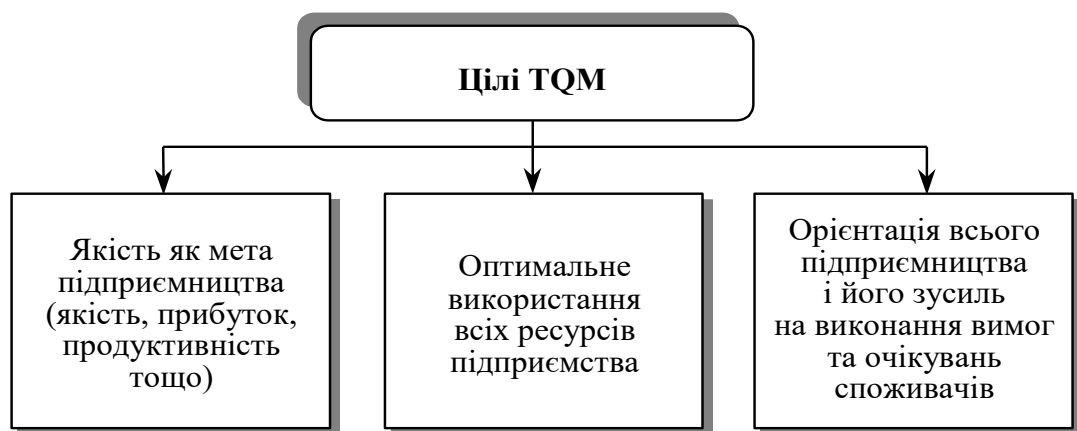 Цілі TQM
Якість як мета
підприємництва
(якість, прибуток,
продуктивність
тощо)
Оптимальне
використання
всіх ресурсів
підприємства
Орієнтація всього
підприємництва
і його зусиль
на виконання вимог
та очікувань
споживачів